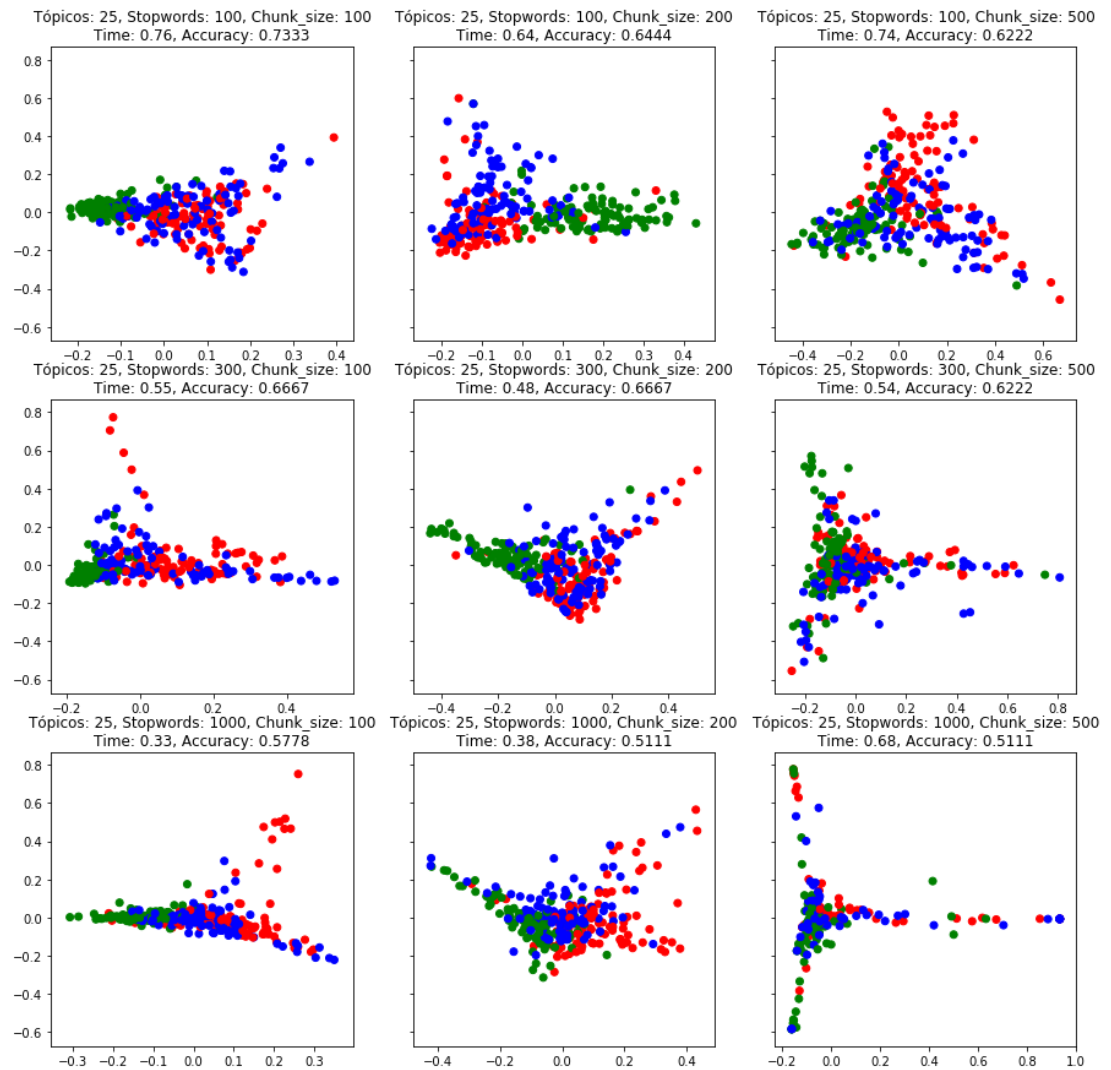 Tópicos: 25, Stopwords: 100, Chunk_size: 100
Time: 0.76, Accuracy: 0.7333
Tópicos: 25, Stopwords: 100, Chunk_size: 200
Time: 0.64, Accuracy: 0.6444
Tópicos: 25, Stopwords: 100, Chunk_size: 500
Time: 0.74, Accuracy: 0.6222
0.8
0.6
0.4
0.2
0.0
−0.2
−0.4
−0.6
−0.2 −0.1 0.0 0.1 0.2 0.3 0.4
−0.2 0.0 0.2 0.4
−0.4 −0.2 0.0 0.2 0.4 0.6
Tópicos: 25, Stopwords: 300, Chunk_size: 100
Time: 0.55, Accuracy: 0.6667
Tópicos: 25, Stopwords: 300, Chunk_size: 200
Time: 0.48, Accuracy: 0.6667
Tópicos: 25, Stopwords: 300, Chunk_size: 500
Time: 0.54, Accuracy: 0.6222
0.8
0.6
0.4
0.2
0.0
−0.2
−0.4
−0.6
−0.2 0.0 0.2 0.4
−0.4 −0.2 0.0 0.2 0.4
−0.2 0.0 0.2 0.4 0.6 0.8
Tópicos: 25, Stopwords: 1000, Chunk_size: 100
Time: 0.33, Accuracy: 0.5778
Tópicos: 25, Stopwords: 1000, Chunk_size: 200
Time: 0.38, Accuracy: 0.5111
Tópicos: 25, Stopwords: 1000, Chunk_size: 500
Time: 0.68, Accuracy: 0.5111
0.8
0.6
0.4
0.2
0.0
−0.2
−0.4
−0.6
−0.3 −0.2 −0.1 0.0 0.1 0.2 0.3
−0.4 −0.2 0.0 0.2 0.4
−0.2 0.0 0.2 0.4 0.6 0.8 1.0